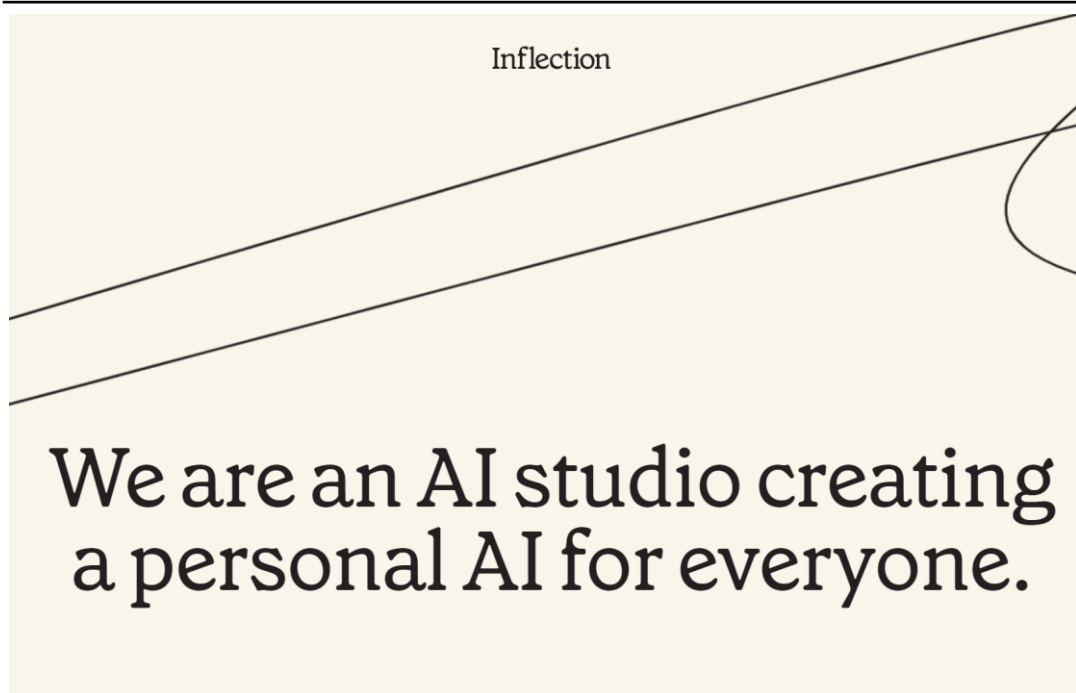 Inflection
We are an AI studio creating
a personal AI for everyone.